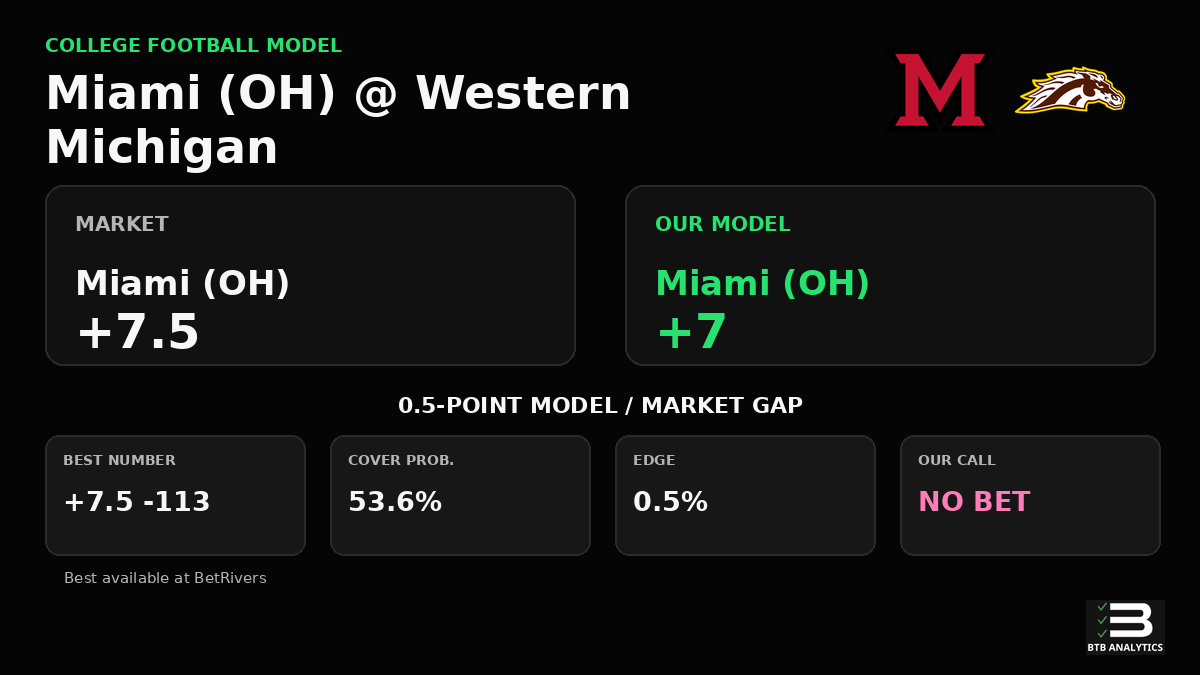 COLLEGE FOOTBALL MODEL
Miami (OH) @ Western
Michigan
M
MARKET
Miami (OH)
+7.5
OUR MODEL
Miami (OH)
+7
0.5-POINT MODEL / MARKET GAP
BEST NUMBER
+7.5 -113
COVER PROB.
53.6%
EDGE
0.5%
OUR CALL
NO BET
Best available at BetRivers
B
BTB ANALYTICS